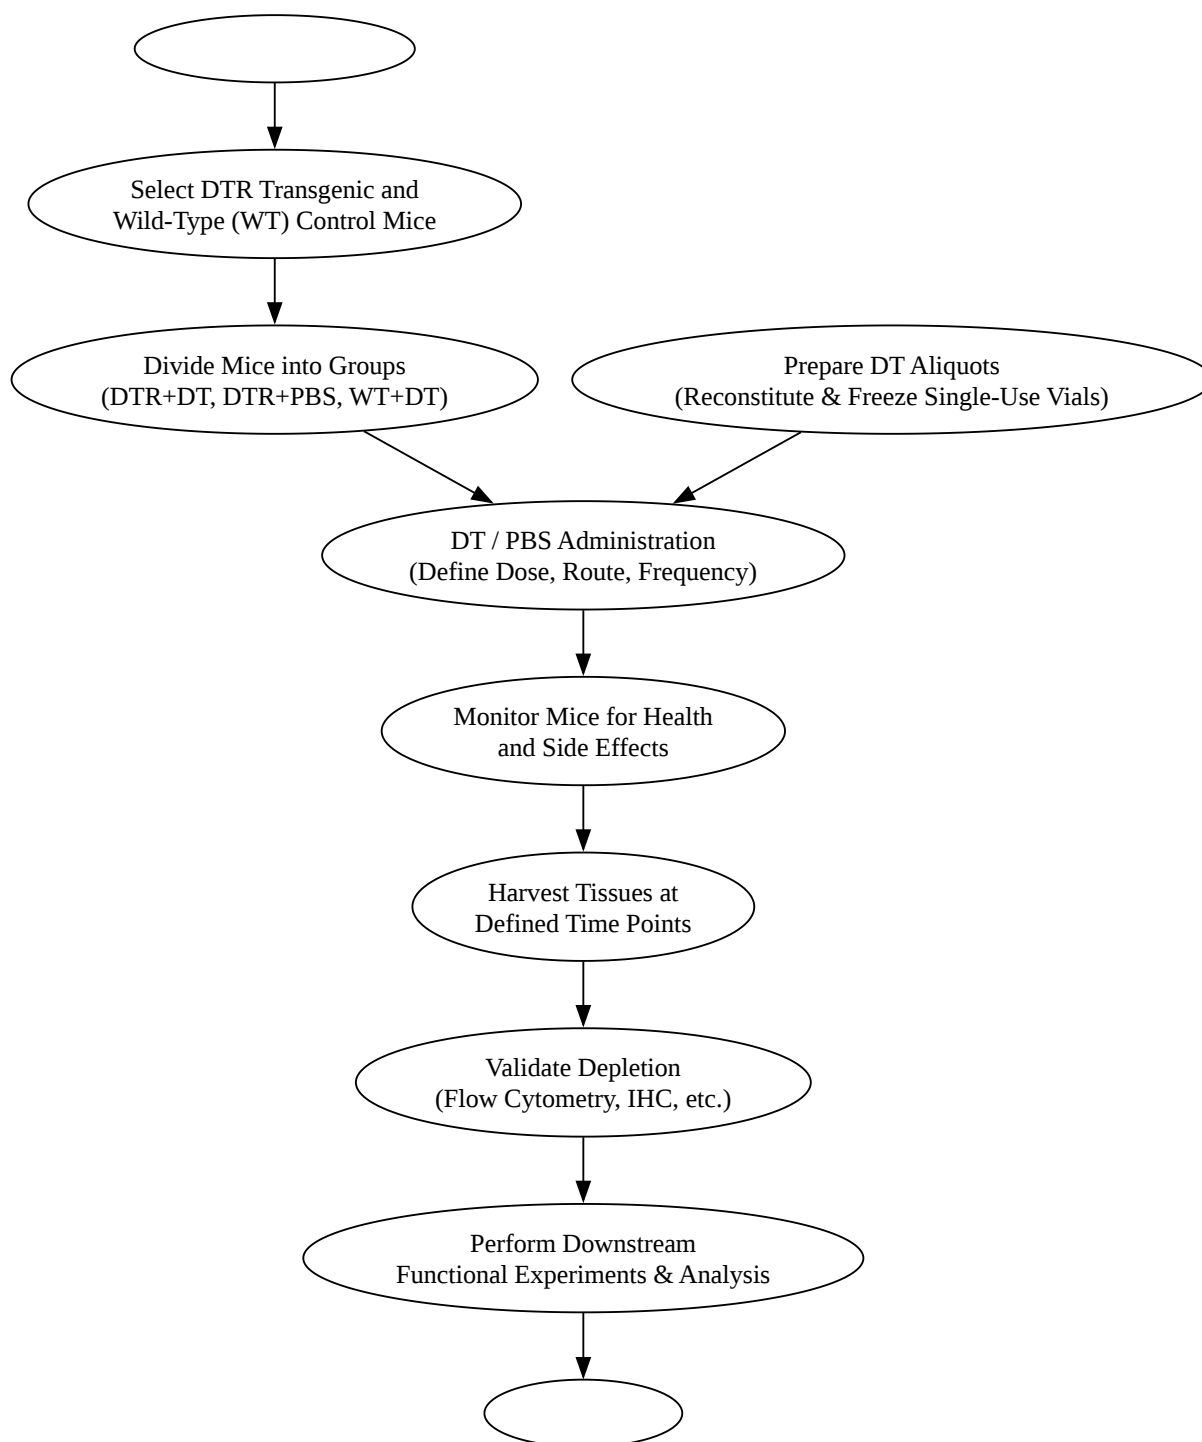 Select DTR Transgenic and
Wild-Type (WT) Control Mice
Divide Mice into Groups
(DTR+DT, DTR+PBS, WT+DT)
Prepare DT Aliquots
(Reconstitute & Freeze Single-Use Vials)
DT / PBS Administration
(Define Dose, Route, Frequency)
Monitor Mice for Health
and Side Effects
Harvest Tissues at
Defined Time Points
Validate Depletion
(Flow Cytometry, IHC, etc.)
Perform Downstream
Functional Experiments & Analysis